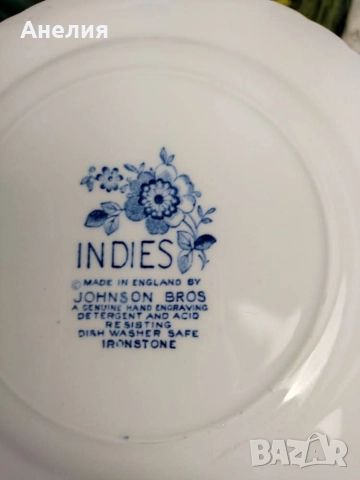 Анелия
INDIES
© MADE IN ENGLAND BY
JOHNSON BROS
A GENUINE HAND ENGRAVING
DETERGENT AND ACID
RESISTING
DISH WASHER SAFE
IRONSTONE
BAZAR